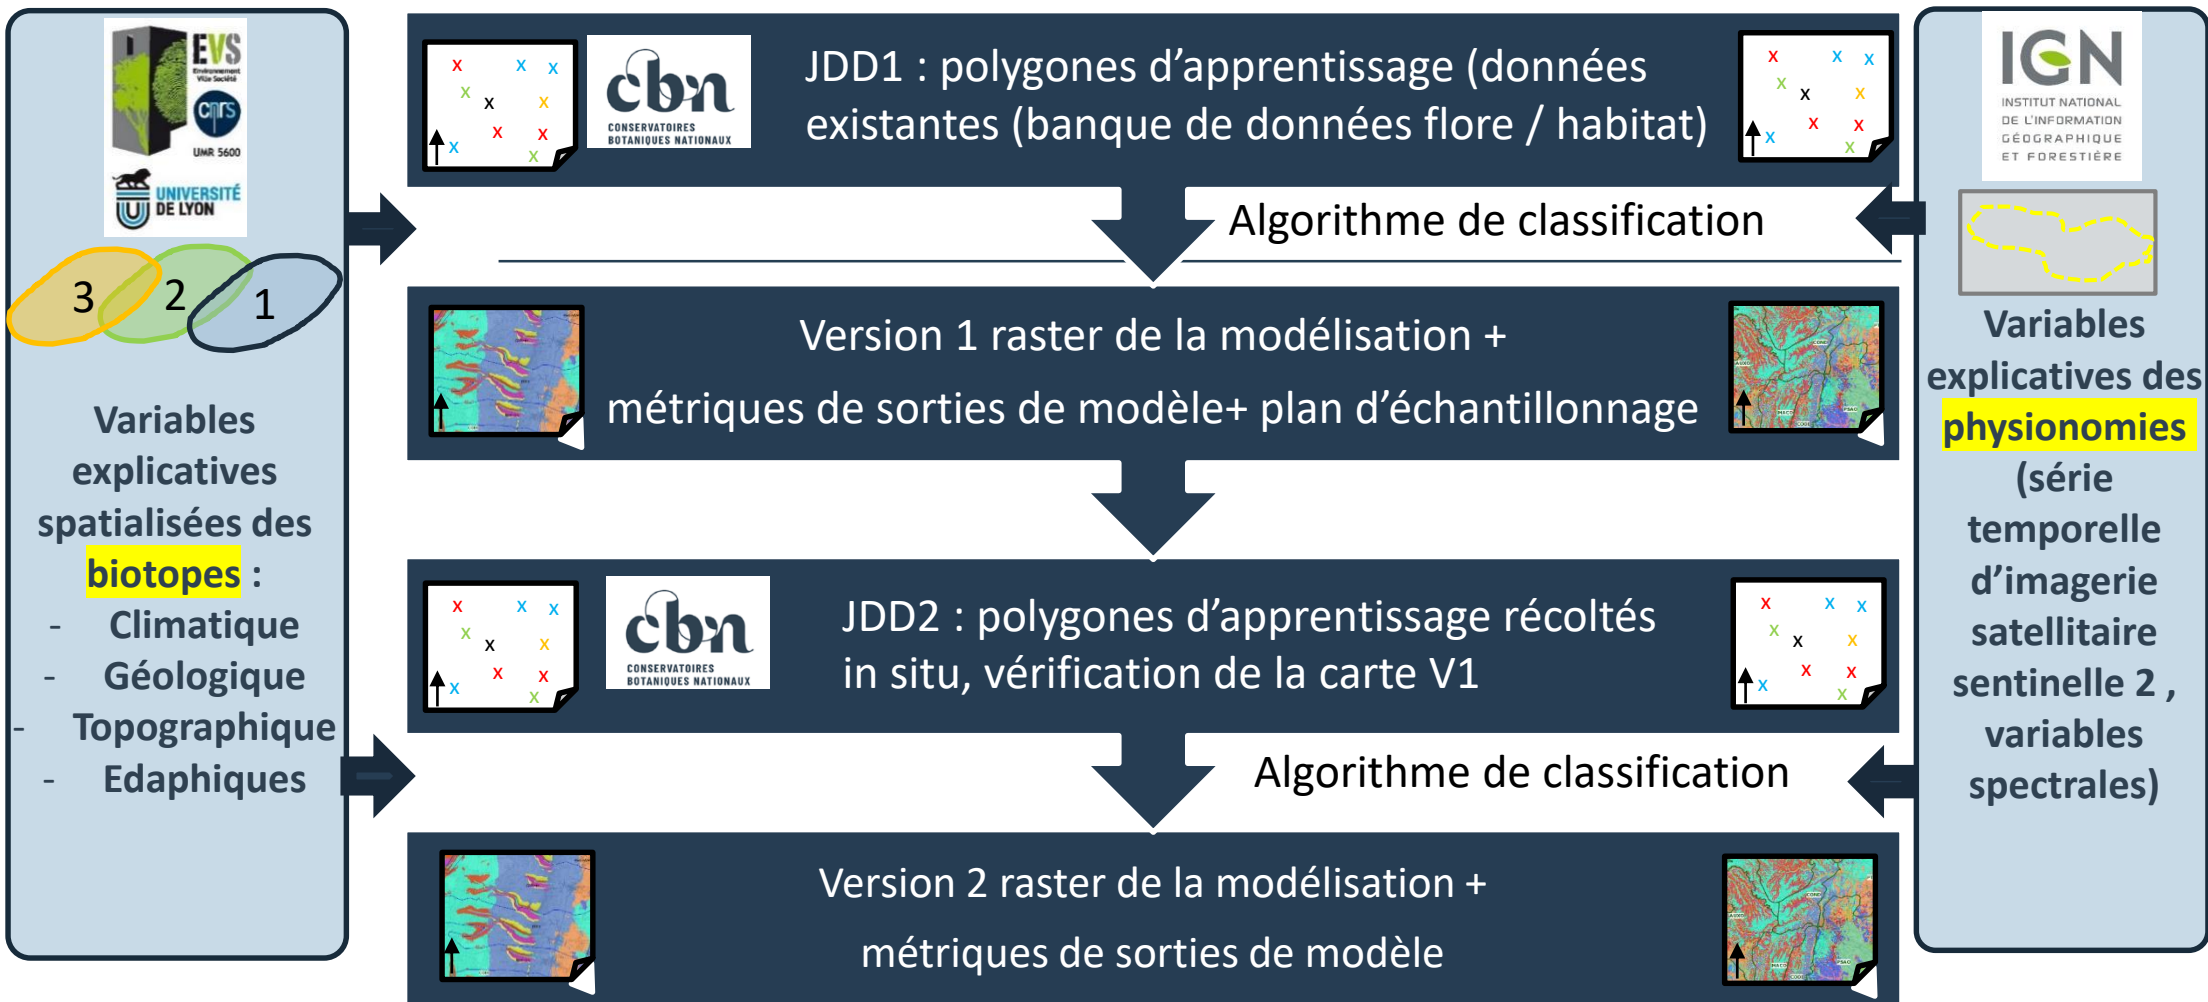 EVS
Environnement
Ville Société
cnrs
UMR 5600
UNIVERSITÉ
DE LYON
3
2
1
Variables
explicatives
spatialisées des
biotopes :
- Climatique
- Géologique
- Topographique
- Edaphiques
cbn
CONSERVATOIRES
BOTANIQUES NATIONAUX
JDD1 : polygones d'apprentissage (données
existantes (banque de données flore / habitat)
Algorithme de classification
Version 1 raster de la modélisation +
métriques de sorties de modèle+ plan d'échantillonnage
cbn
CONSERVATOIRES
BOTANIQUES NATIONAUX
JDD2 : polygones d'apprentissage récoltés
in situ, vérification de la carte V1
Algorithme de classification
Version 2 raster de la modélisation +
métriques de sorties de modèle
IGN
INSTITUT NATIONAL
DE L'INFORMATION
GÉOGRAPHIQUE
ET FORESTIÈRE
Variables
explicatives des
physionomies
(série
temporelle
d'imagerie
satellitaire
sentinelle 2 ,
variables
spectrales)